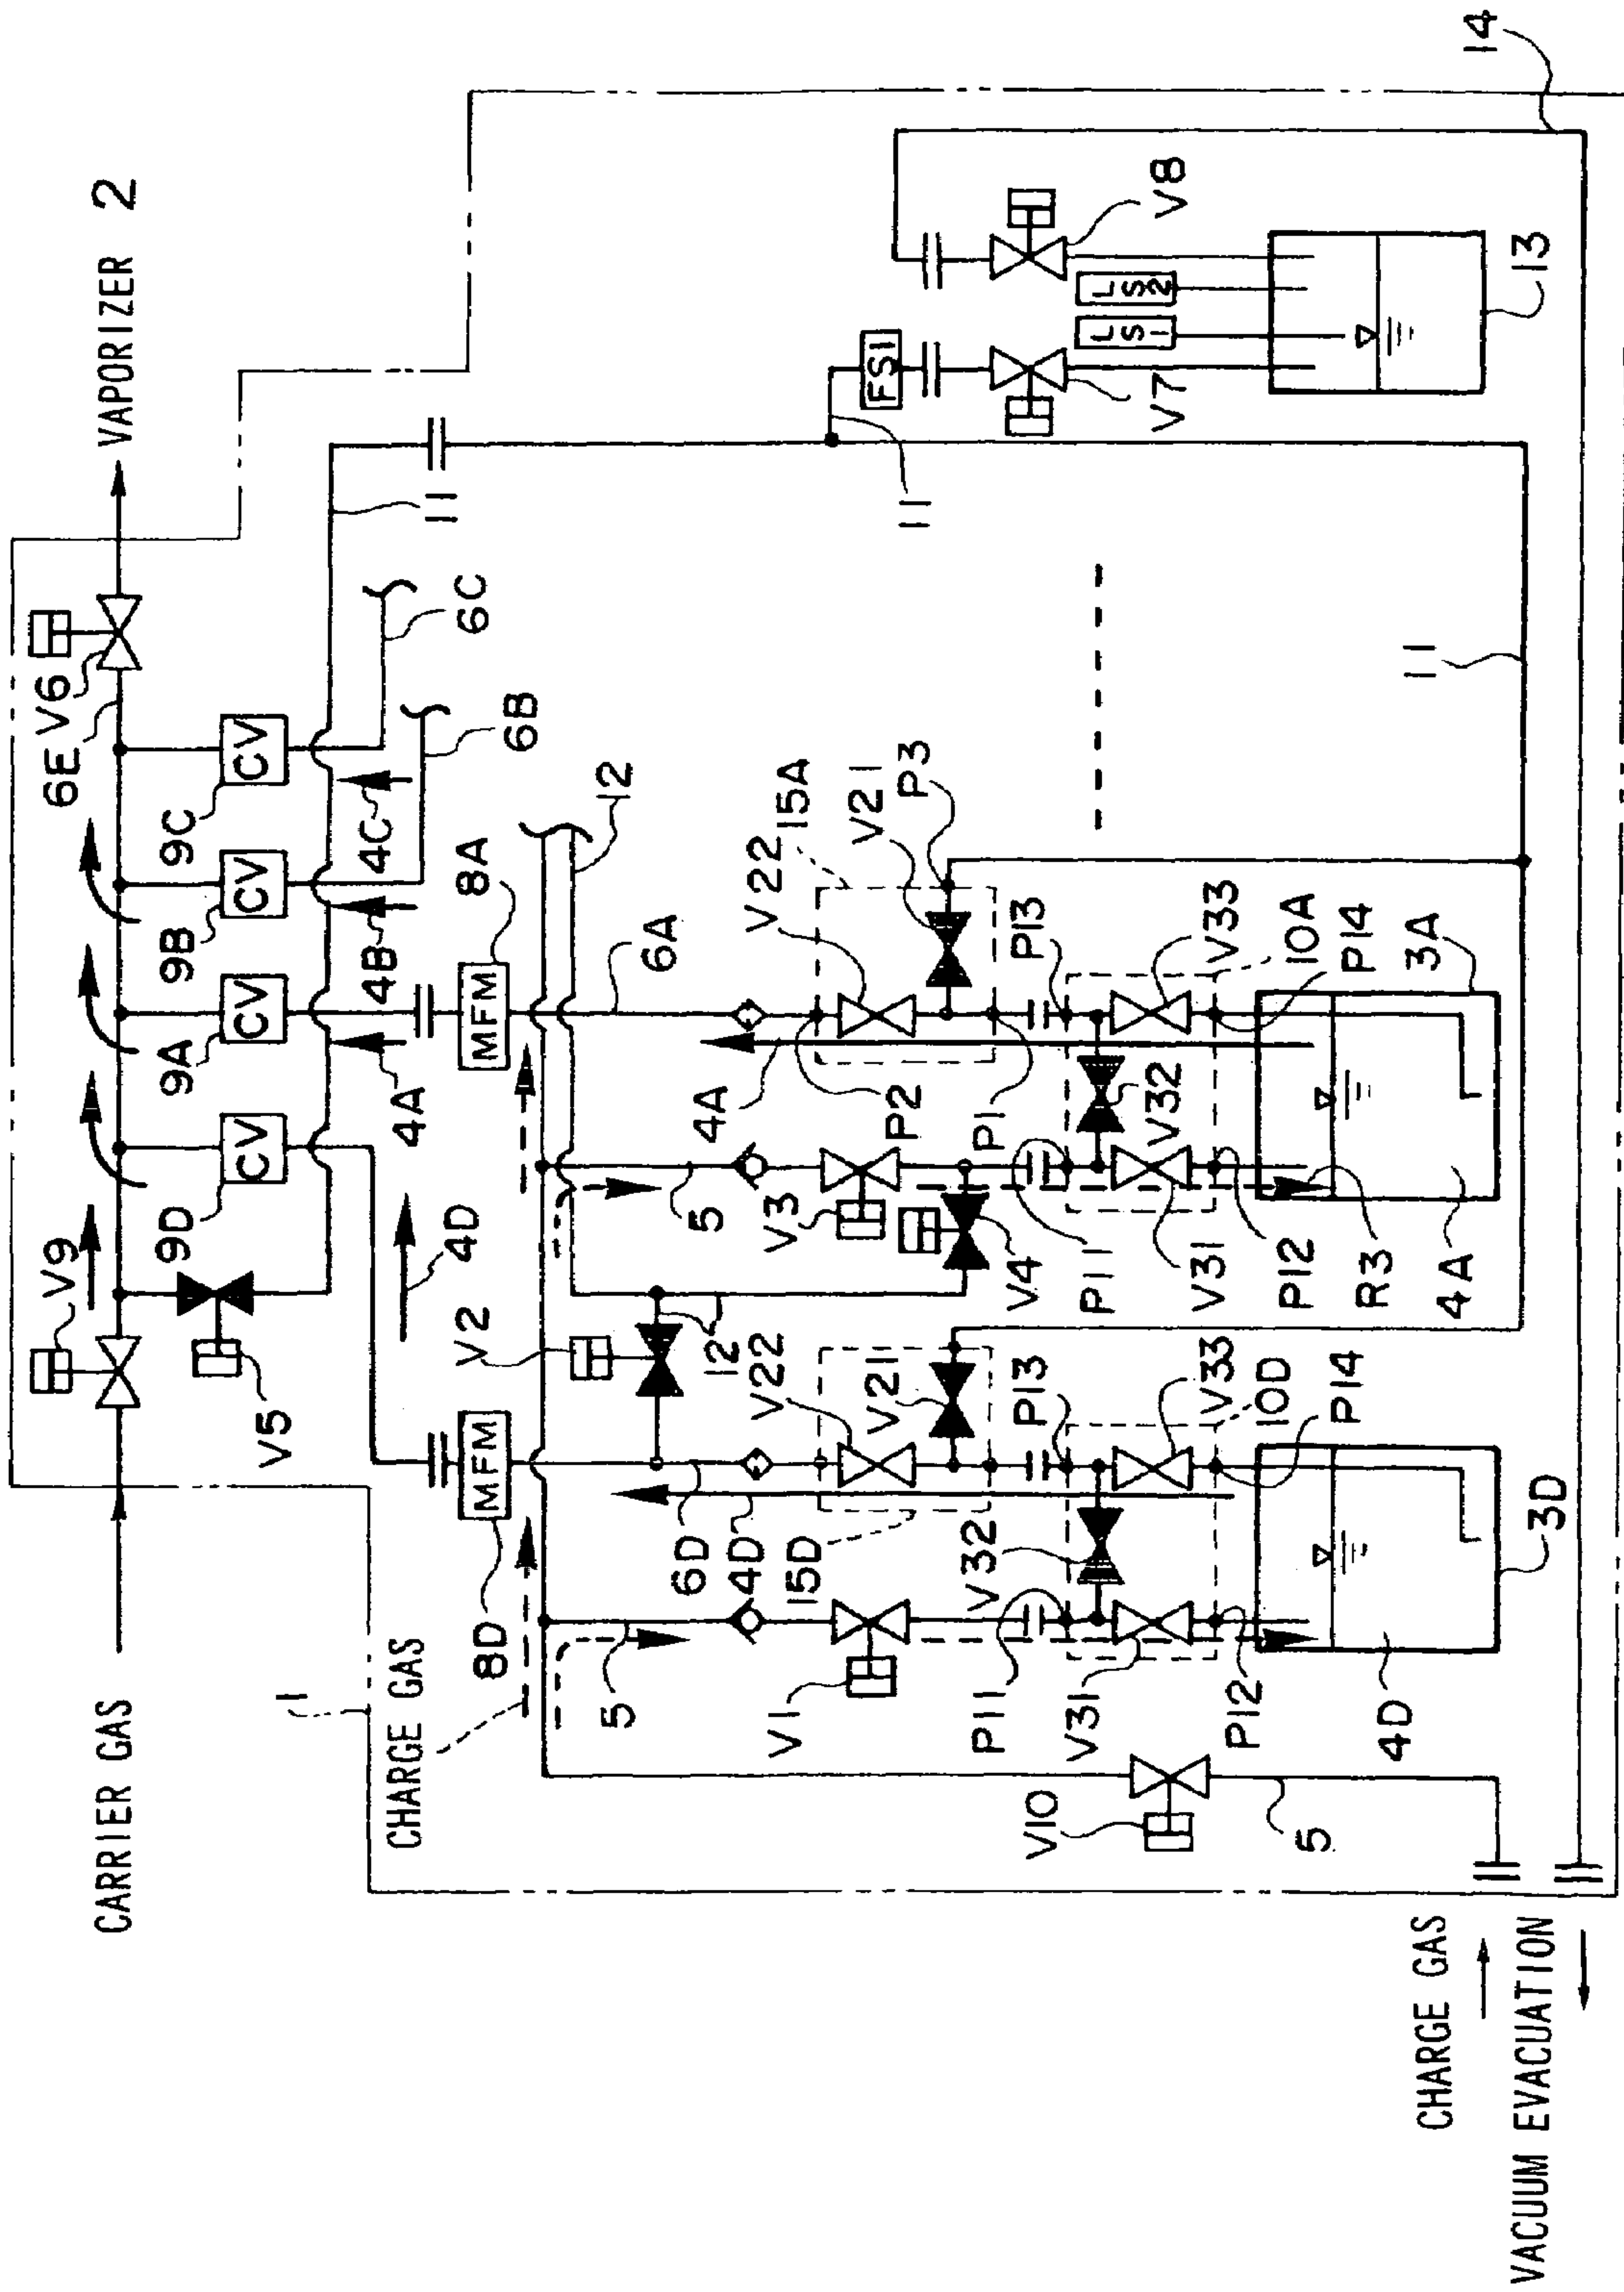 VAPORIZER 2
CARRIER GAS
V9
V5
9D
9A
9B
9C
6E
V6
CV
CV
CV
CV
4A
4B
4C
6B
6C
11
1
CHARGE GAS
4D
8D
MFM
8A
MFM
V2
12
12
5
6D
4D
15D
V22
V21
5
V3
4A
P2
6A
V22
15A
V21
P3
V1
P11
V32
P13
V33
10D
P14
V31
P12
4D
3D
V4
P1
P11
V31
V32
P12
R3
4A
P13
V33
10A
P14
3A
V10
5
11
11
FS1
V7
LS1
LS2
V8
13
14
CHARGE GAS
VACUUM EVACUATION